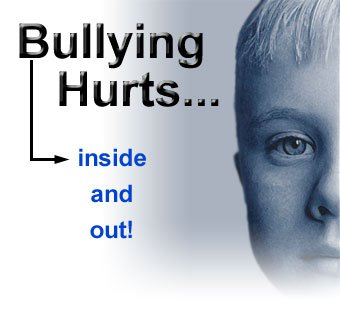 Bullying
Hurts...
inside
and
out!